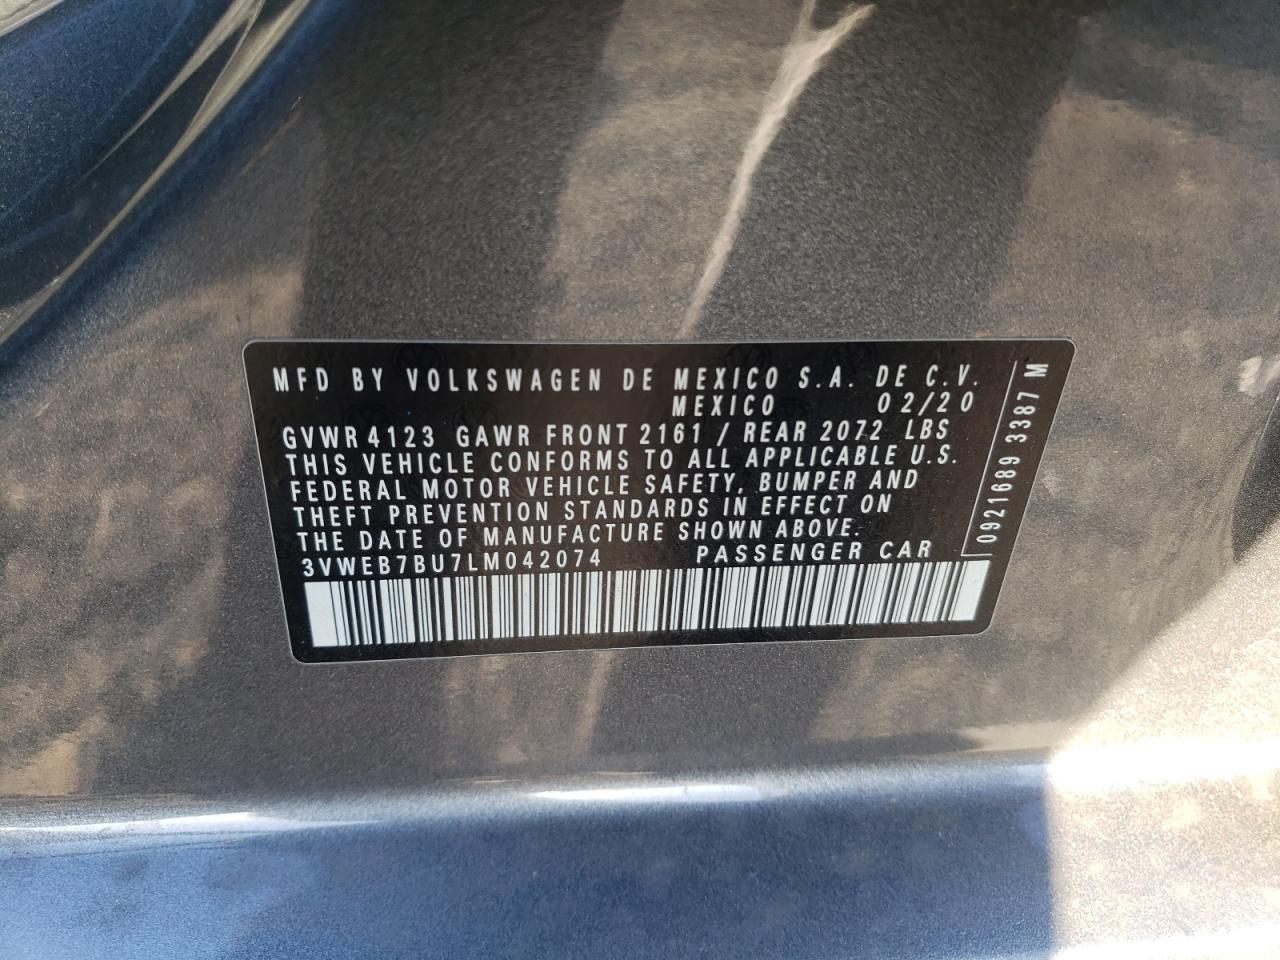 MFD BY VOLKSWAGEN DE MEXICO S.A. DE C.V.
MEXICO 02/20
GVWR 4123 GAWR FRONT 2161 / REAR 2072 LBS
THIS VEHICLE CONFORMS TO ALL APPLICABLE U.S.
FEDERAL MOTOR VEHICLE SAFETY, BUMPER AND
THEFT PREVENTION STANDARDS IN EFFECT ON
THE DATE OF MANUFACTURE SHOWN ABOVE.
3VWEB7BU7LM042074 PASSENGER CAR
0921689 3387 M